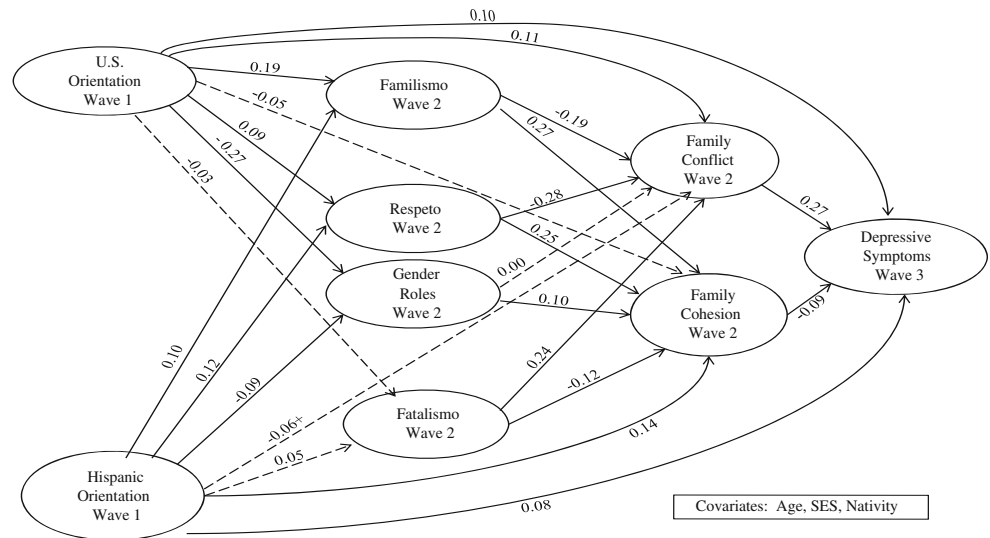 0.10
0.11
U.S.
Orientation
Wave 1
0.19
-0.05
0.09
-0.27
-0.03
Familismo
Wave 2
-0.19
0.27
Family
Conflict
Wave 2
0.27
Respeto
Wave 2
-0.28
0.25
Depressive
Symptoms
Wave 3
Gender
Roles
Wave 2
0.00
0.10
Family
Cohesion
Wave 2
-0.09
0.10
0.12
-0.09
0.24
-0.12
Fatalismo
Wave 2
-0.06+
0.05
0.14
Hispanic
Orientation
Wave 1
0.08
Covariates: Age, SES, Nativity